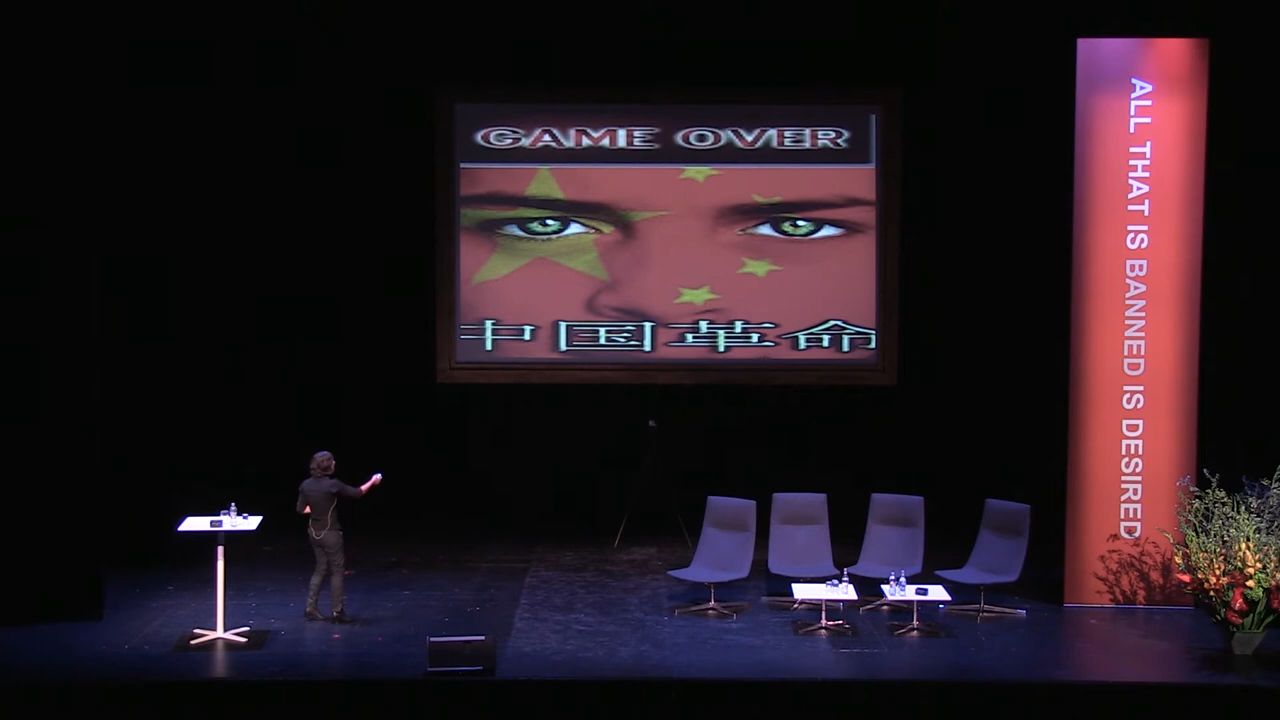 GAME OVER
中国革命
ALL THAT IS BANNED IS DESIRED